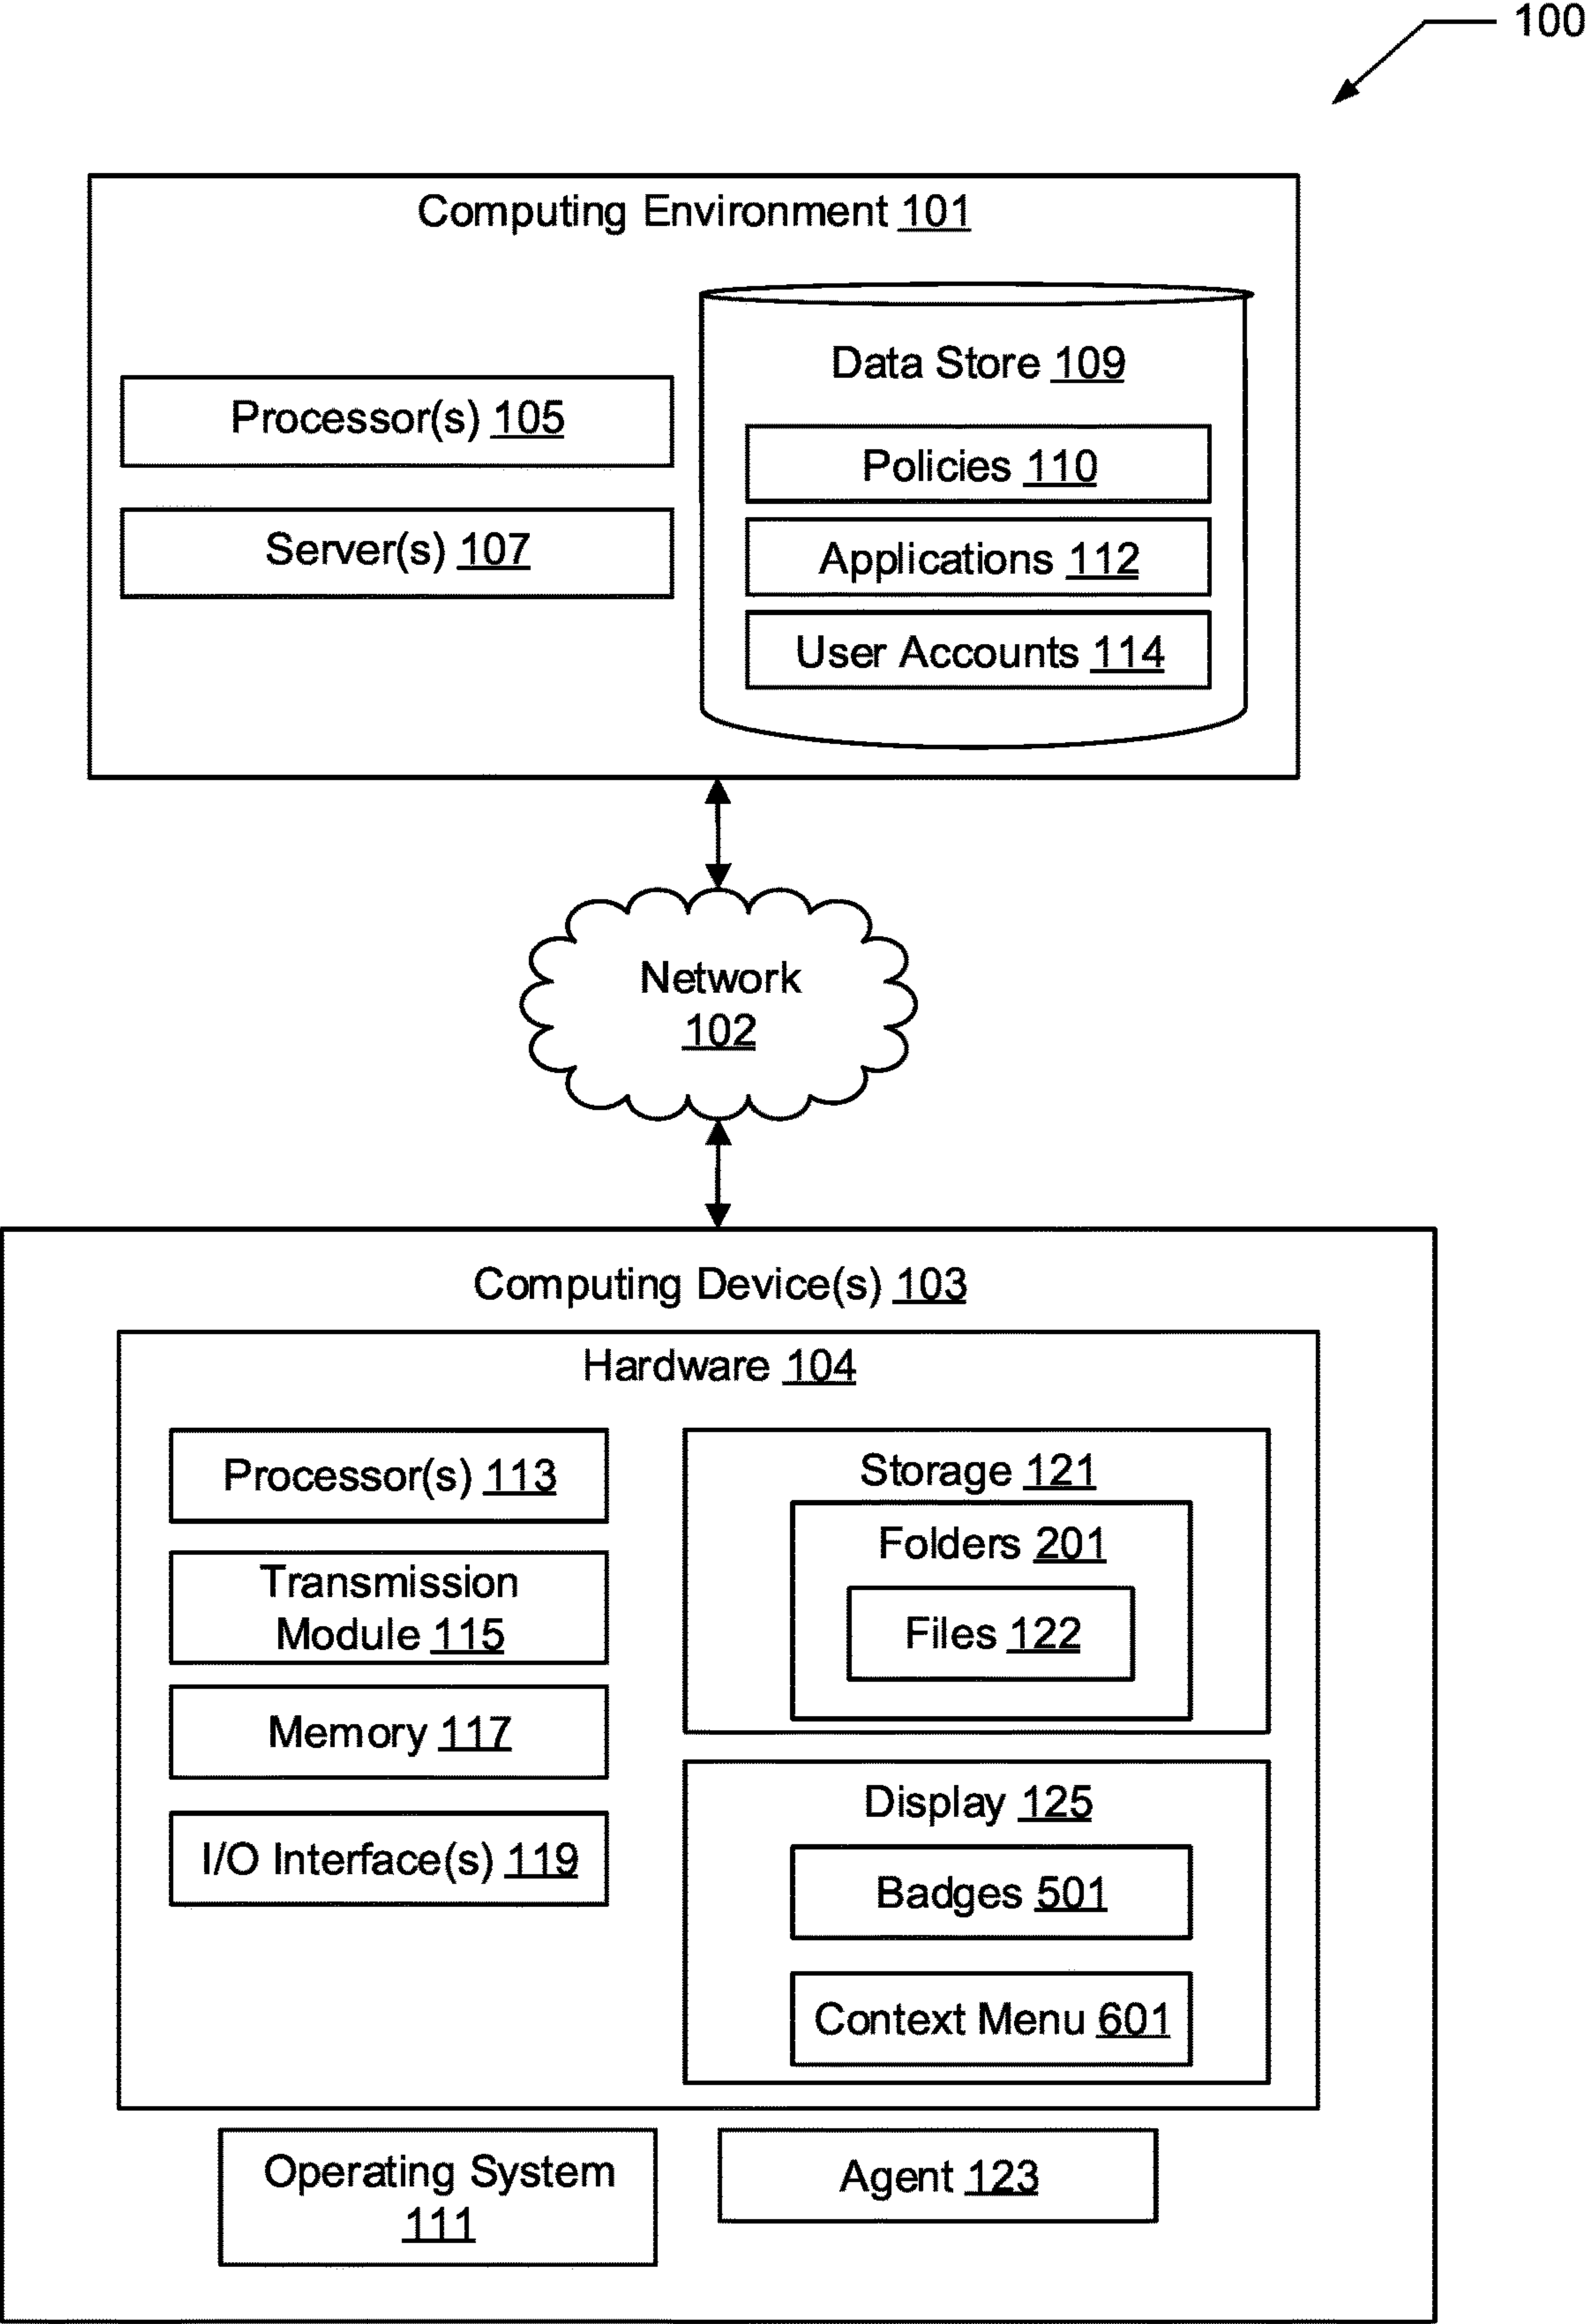 100
Computing Environment 101
Processor(s) 105
Server(s) 107
Data Store 109
Policies 110
Applications 112
User Accounts 114
Network
102
Computing Device(s) 103
Hardware 104
Processor(s) 113
Transmission
Module 115
Memory 117
I/O Interface(s) 119
Storage 121
Folders 201
Files 122
Display 125
Badges 501
Context Menu 601
Operating System
111
Agent 123